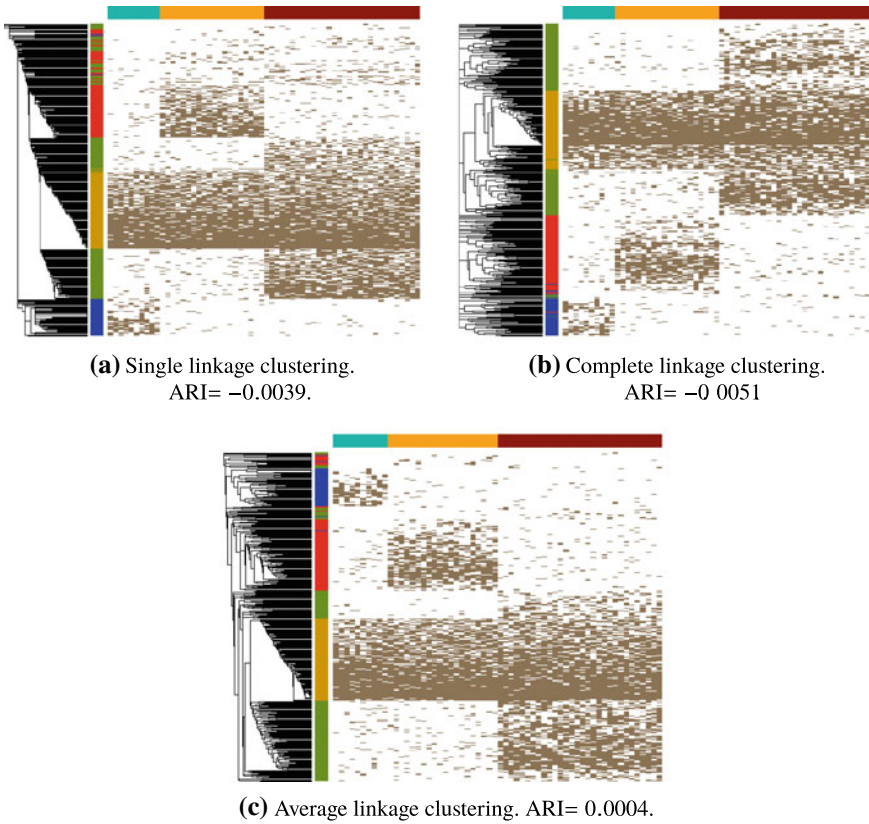 (a) Single linkage clustering.
ARI= −0.0039.
(b) Complete linkage clustering.
ARI= −0 0051
(c) Average linkage clustering. ARI= 0.0004.